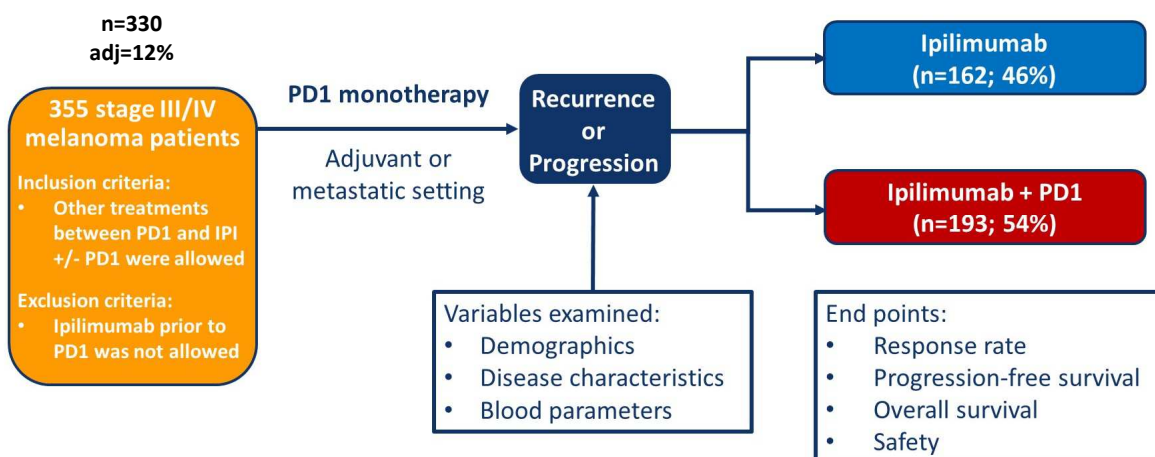 n=330
adj=12%
355 stage III/IV
melanoma patients
Inclusion criteria:
• Other treatments
between PD1 and IPI
+/- PD1 were allowed
Exclusion criteria:
• Ipilimumab prior to
PD1 was not allowed
PD1 monotherapy
Adjuvant or
metastatic setting
Recurrence
or
Progression
Ipilimumab
(n=162; 46%)
Ipilimumab + PD1
(n=193; 54%)
Variables examined:
• Demographics
• Disease characteristics
• Blood parameters
End points:
• Response rate
• Progression-free survival
• Overall survival
• Safety